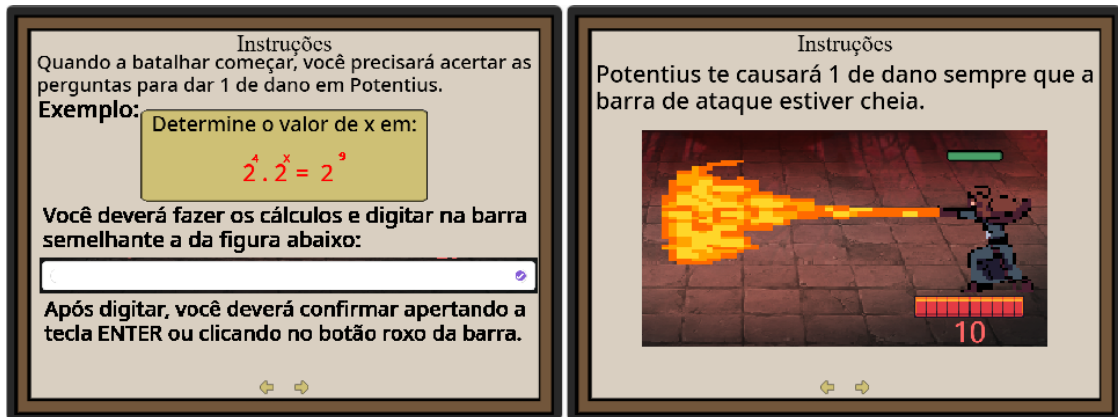 Instruções
Quando a batalhar começar, você precisará acertar as
perguntas para dar 1 de dano em Potentius.
Exemplo:
Determine o valor de x em:
2⁴ . 2ˣ = 2⁹
Você deverá fazer os cálculos e digitar na barra
semelhante a da figura abaixo:
Após digitar, você deverá confirmar apertando a
tecla ENTER ou clicando no botão roxo da barra.
Instruções
Potentius te causará 1 de dano sempre que a
barra de ataque estiver cheia.
10